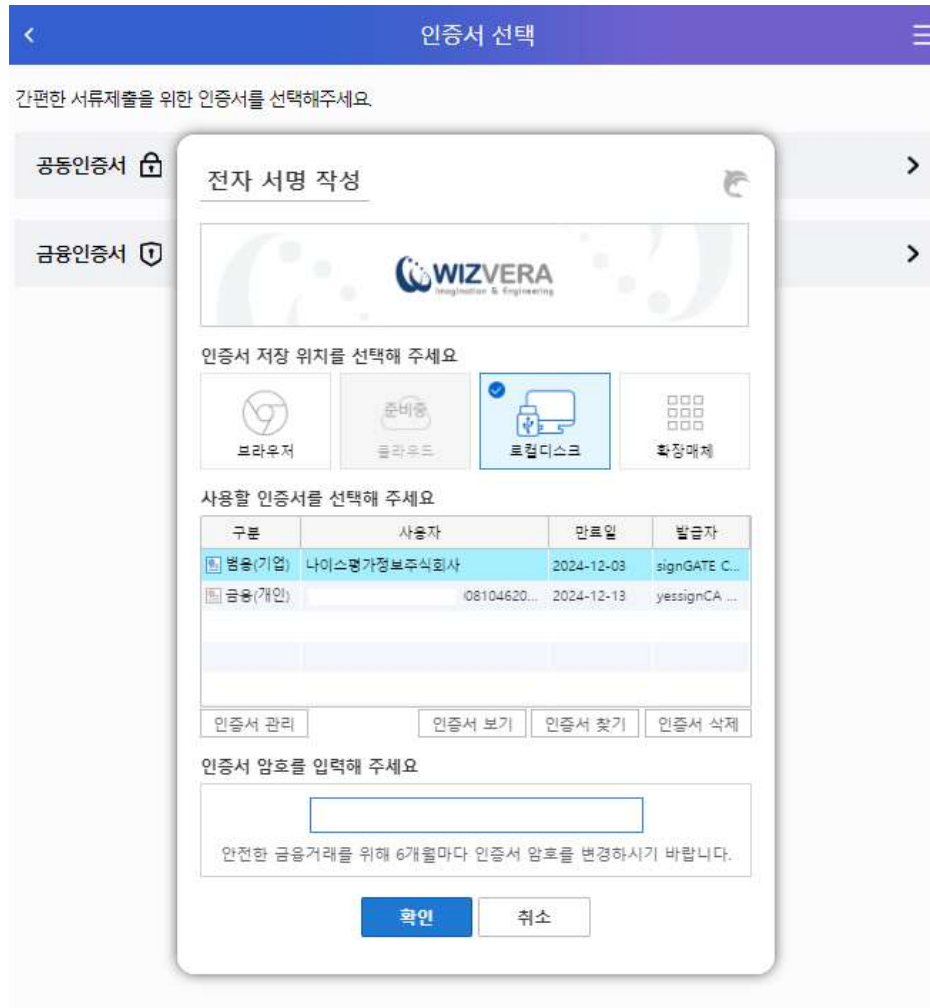 인증서 선택
간편한 서류제출을 위한 인증서를 선택해주세요.
공동인증서
금융인증서
전자 서명 작성
WIZVERA
Imagination & Engineering
인증서 저장 위치를 선택해 주세요
브라우저
준비중
클라우드
로컬디스크
확장매체
사용할 인증서를 선택해 주세요
구분 사용자 만료일 발급자
범용(기업) 나이스평가정보주식회사 2024-12-03 signGATE C...
금융(개인) 08104620... 2024-12-13 yessignCA ...
인증서 관리 인증서 보기 인증서 찾기 인증서 삭제
인증서 암호를 입력해 주세요
안전한 금융거래를 위해 6개월마다 인증서 암호를 변경하시기 바랍니다.
확인 취소